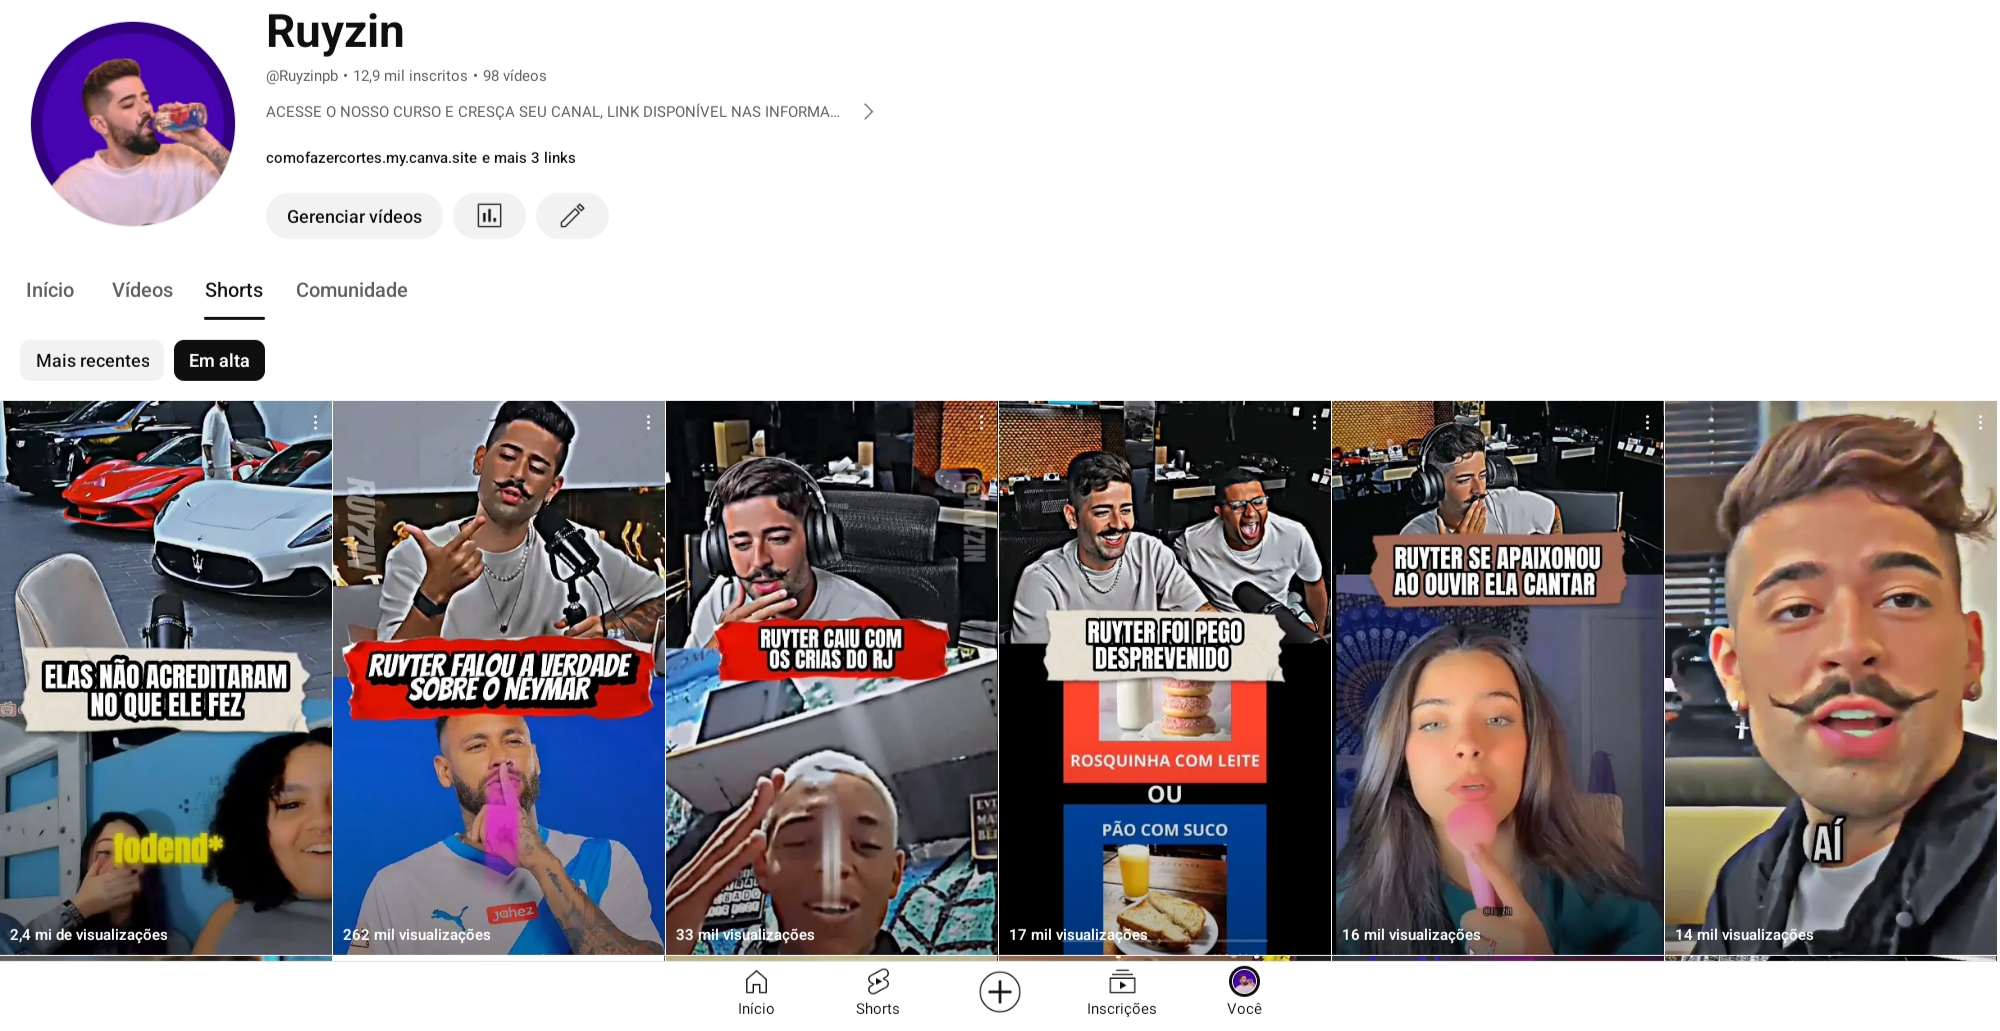 Ruyzin
@Ruyzinpb • 12,9 mil inscritos • 98 vídeos
ACESSE O NOSSO CURSO E CRESÇA SEU CANAL, LINK DISPONÍVEL NAS INFORMA...
comofazercortes.my.canva.site e mais 3 links
Gerenciar vídeos
Início
Vídeos
Shorts
Comunidade
Mais recentes
Em alta
ELAS NÃO ACREDITARAM
NO QUE ELE FEZ
fodend*
2,4 mi de visualizações
RUYZIN
RUYTER FALOU A VERDADE
SOBRE O NEYMAR
jahez
262 mil visualizações
RUYTER CAIU COM
OS CRIAS DO RJ
33 mil visualizações
RUYTER FOI PEGO
DESPREVENIDO
ROSQUINHA COM LEITE
OU
PÃO COM SUCO
17 mil visualizações
RUYTER SE APAIXONOU
AO OUVIR ELA CANTAR
@ruyzin
16 mil visualizações
AÍ
14 mil visualizações
Início
Shorts
Inscrições
Você